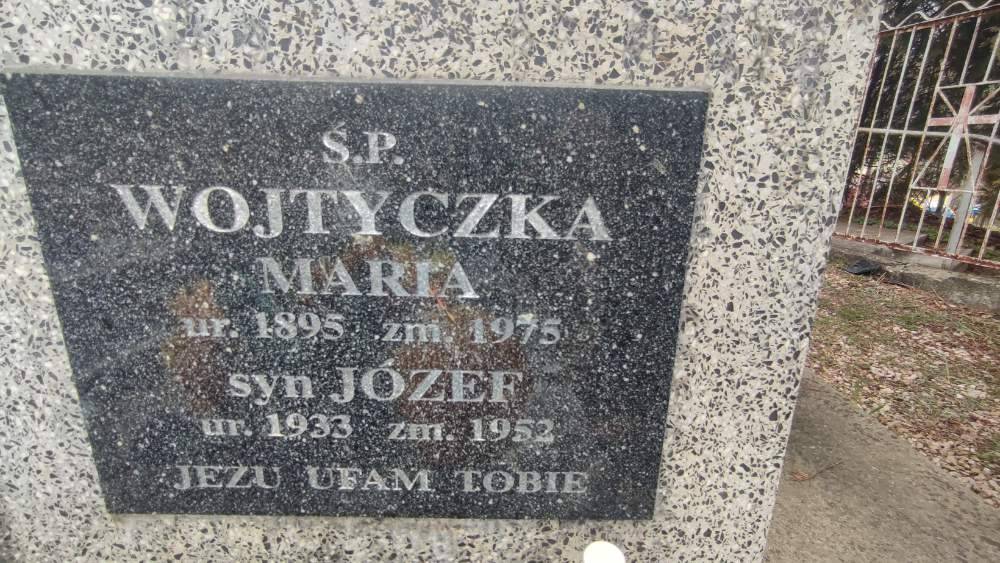 Ś.P.
WOJTYCZKA
MARIA
ur. 1895 zm. 1975
syn JÓZEF
ur. 1933 zm. 1952
JEZU UFAM TOBIE